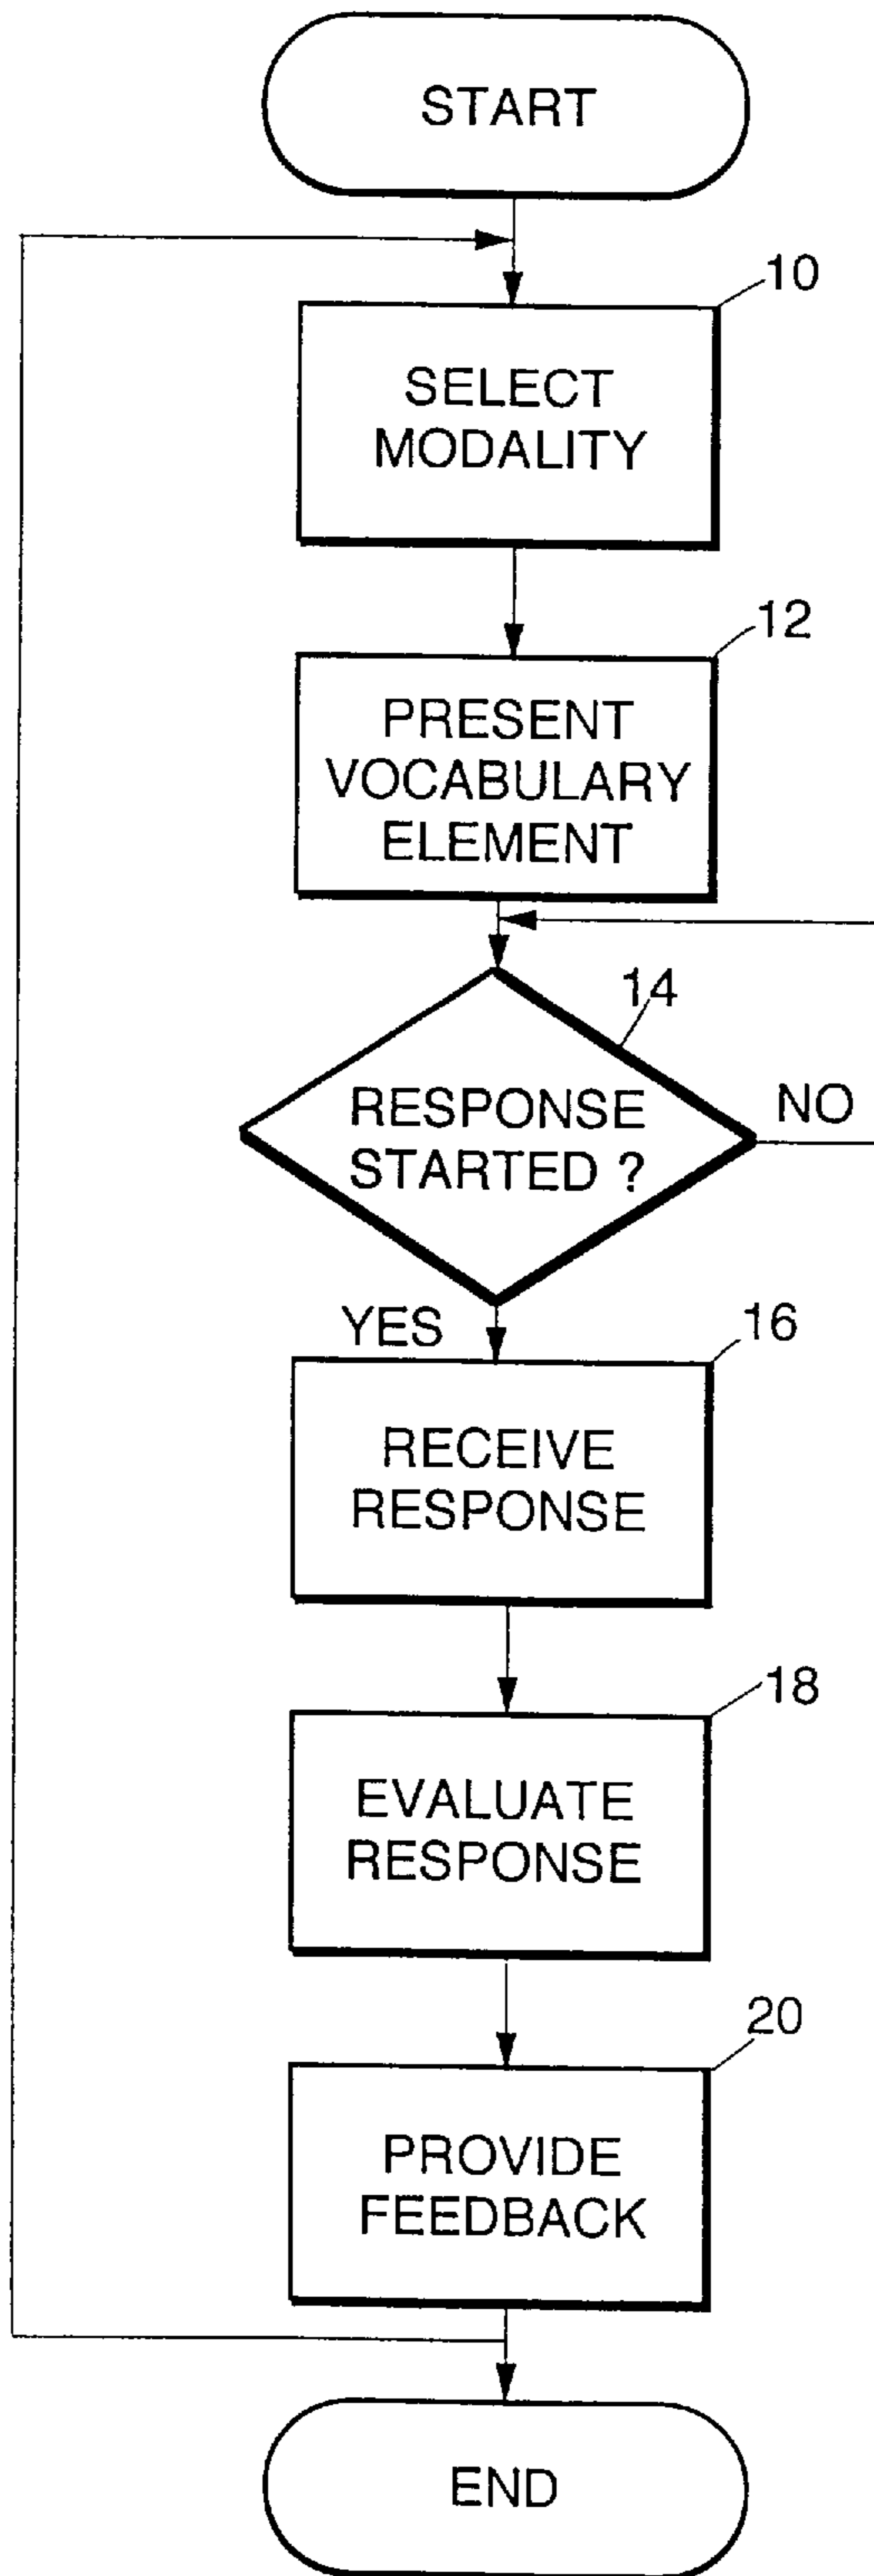 START
10
SELECT
MODALITY
12
PRESENT
VOCABULARY
ELEMENT
14
RESPONSE
STARTED ?
NO
YES
16
RECEIVE
RESPONSE
18
EVALUATE
RESPONSE
20
PROVIDE
FEEDBACK
END